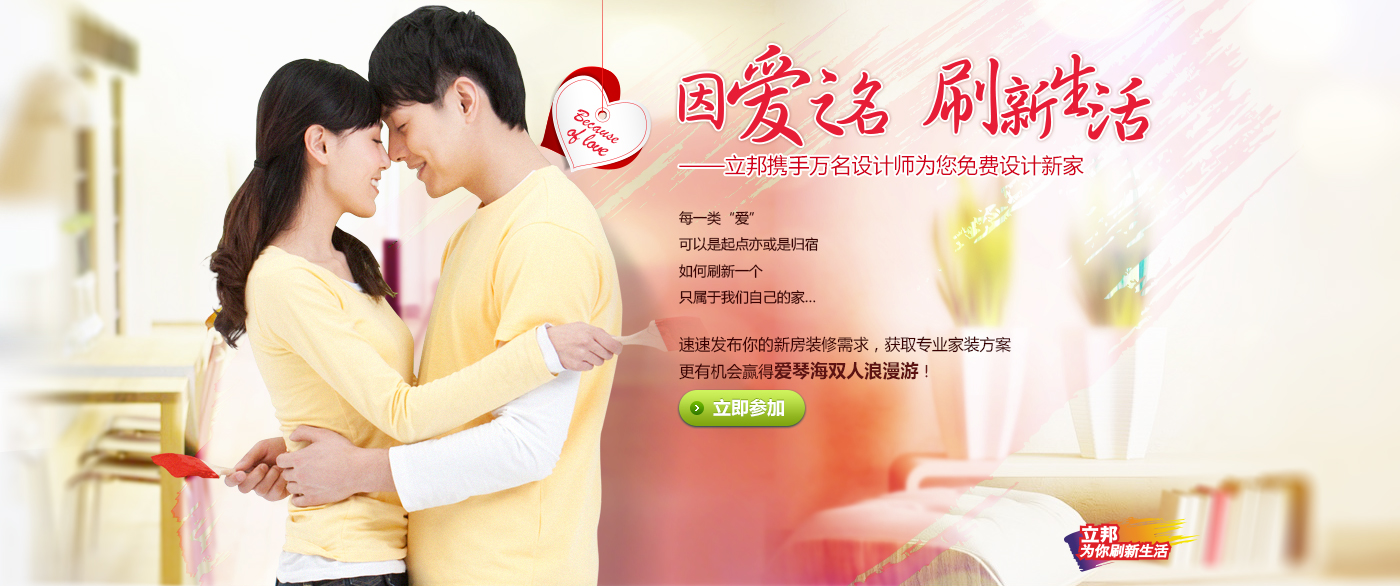 Because
of love
因爱之名 刷新生活
——立邦携手万名设计师为您免费设计新家
每一类“爱”
可以是起点亦或是归宿
如何刷新一个
只属于我们自己的家...
速速发布你的新房装修需求，获取专业家装方案
更有机会赢得爱琴海双人浪漫游！
立即参加
立邦
为你刷新生活